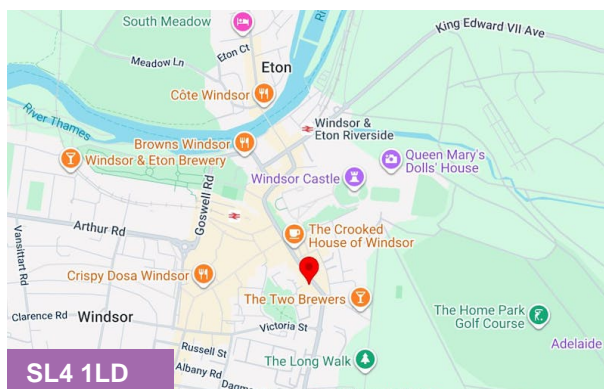 South Meadow
King Edward VII Ave
Eton Ct
Meadow Ln
Eton
Côte Windsor
River Thames
Windsor &
Eton Riverside
Browns Windsor
Windsor & Eton Brewery
Queen Mary's
Dolls' House
Windsor Castle
Goswell Rd
Vansittart Rd
Arthur Rd
The Crooked
House of Windsor
Crispy Dosa Windsor
The Two Brewers
The Home Park
Golf Course
Clarence Rd
Windsor
Victoria St
Adelaide
Russell St
The Long Walk
Albany Rd
SL4 1LD